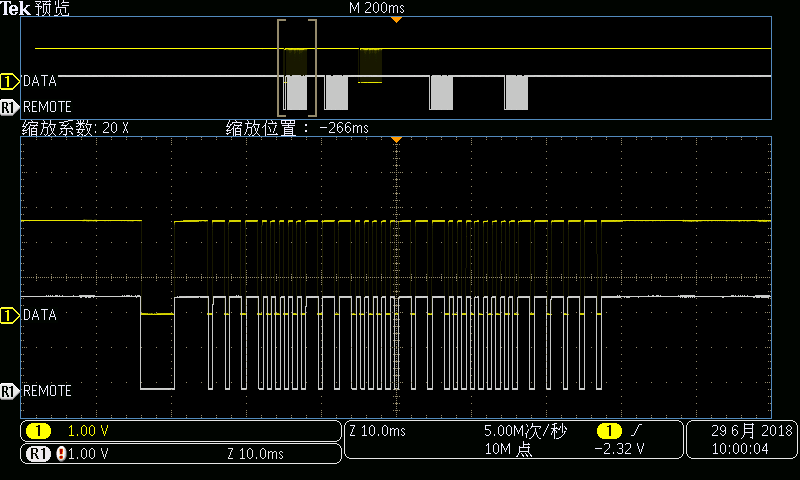 Tek 预览 M 200ms
1 DATA
R1 REMOTE
缩放系数: 20 X 缩放位置: -266ms
1 DATA
R1 REMOTE
1 1.00 V Z 10.0ms 5.00M次/秒 1 29 6月 2018
R1 ! 1.00 V Z 10.0ms 10M 点 -2.32 V 10:00:04